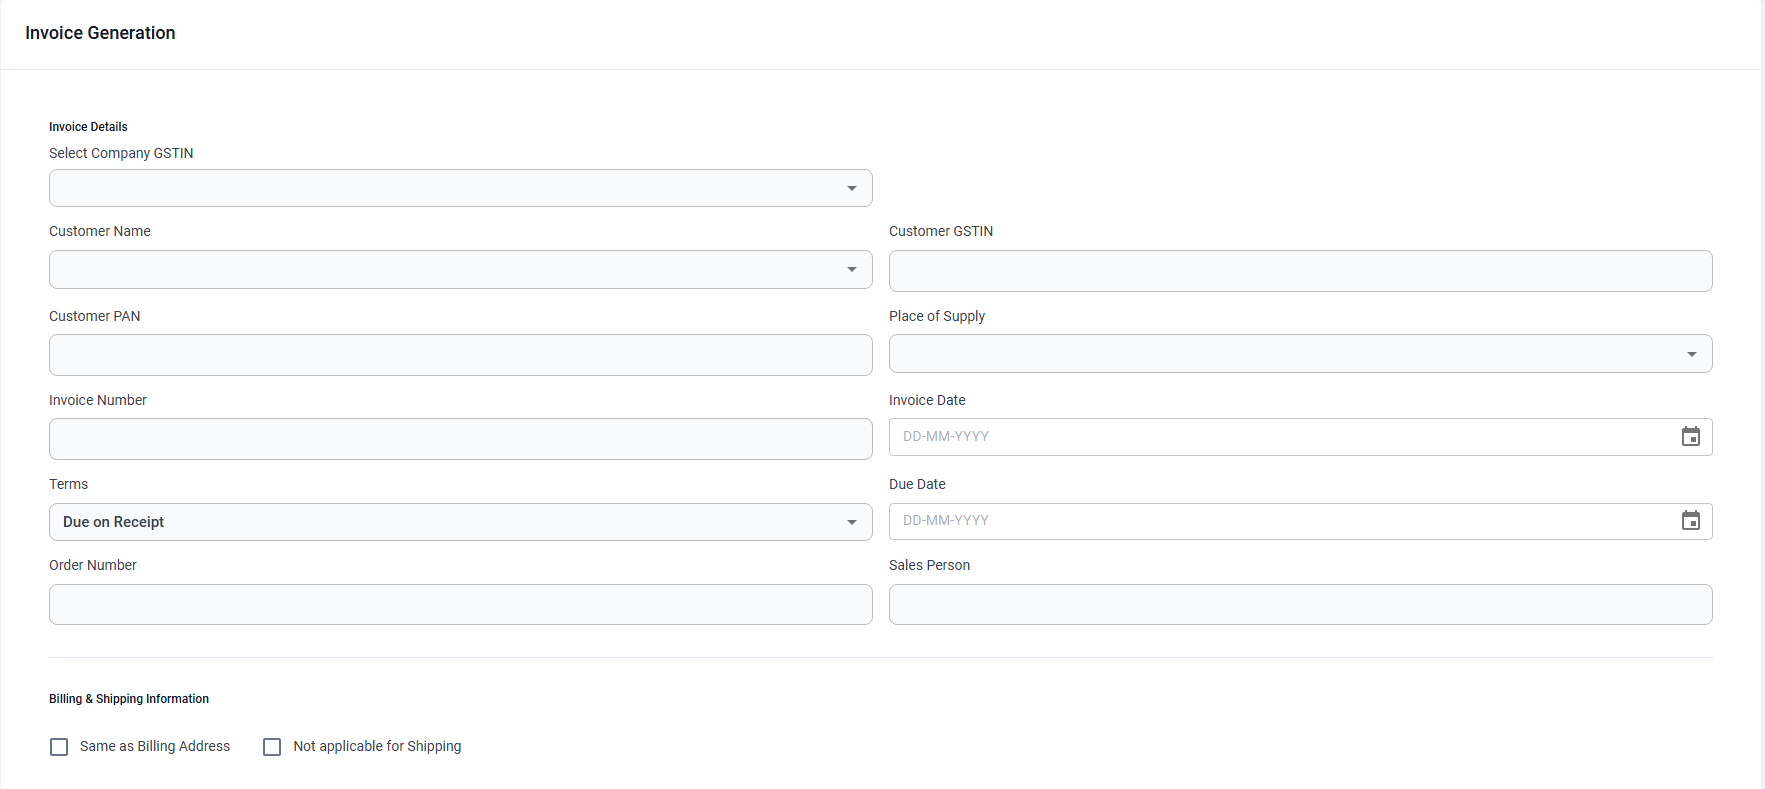 Invoice Generation
Invoice Details
Select Company GSTIN
Customer Name
Customer GSTIN
Customer PAN
Place of Supply
Invoice Number
Invoice Date
DD-MM-YYYY
Terms
Due Date
Due on Receipt
DD-MM-YYYY
Order Number
Sales Person
Billing & Shipping Information
Same as Billing Address
Not applicable for Shipping